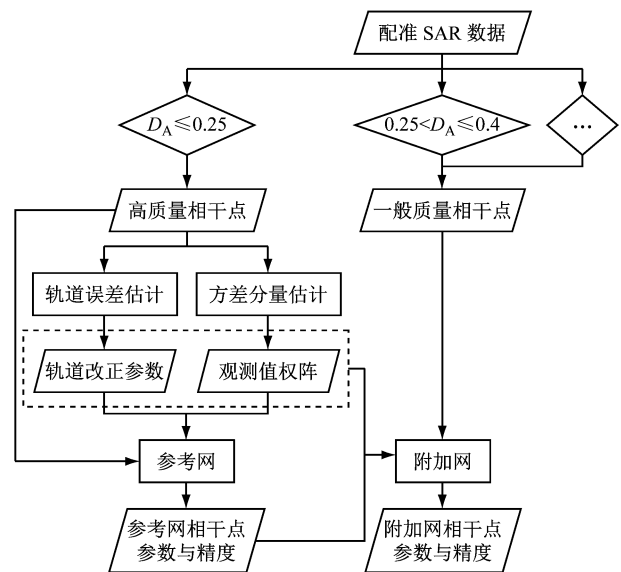 配准 SAR 数据
D_A≤0.25
0.25<D_A≤0.4
…
高质量相干点
一般质量相干点
轨道误差估计
方差分量估计
轨道改正参数
观测值权阵
参考网
附加网
参考网相干点
参数与精度
附加网相干点
参数与精度